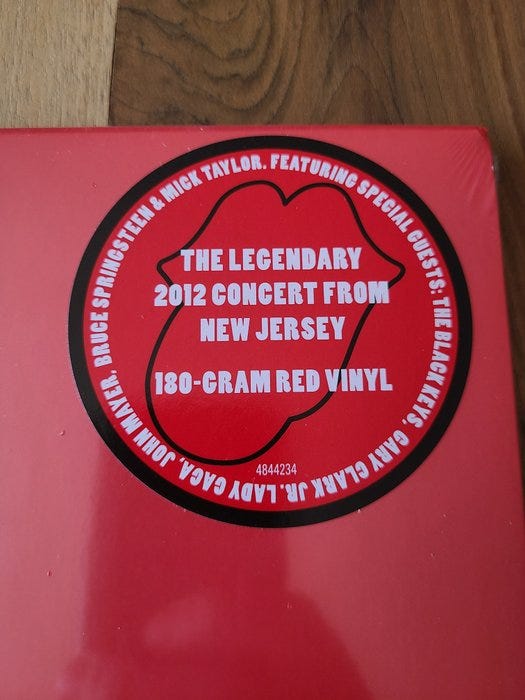 FEATURING SPECIAL GUESTS: THE BLACK KEYS, GARY CLARK JR. LADY GAGA, JOHN MAYER, BRUCE SPRINGSTEEN & MICK TAYLOR.
THE LEGENDARY
2012 CONCERT FROM
NEW JERSEY
180-GRAM RED VINYL
4844234